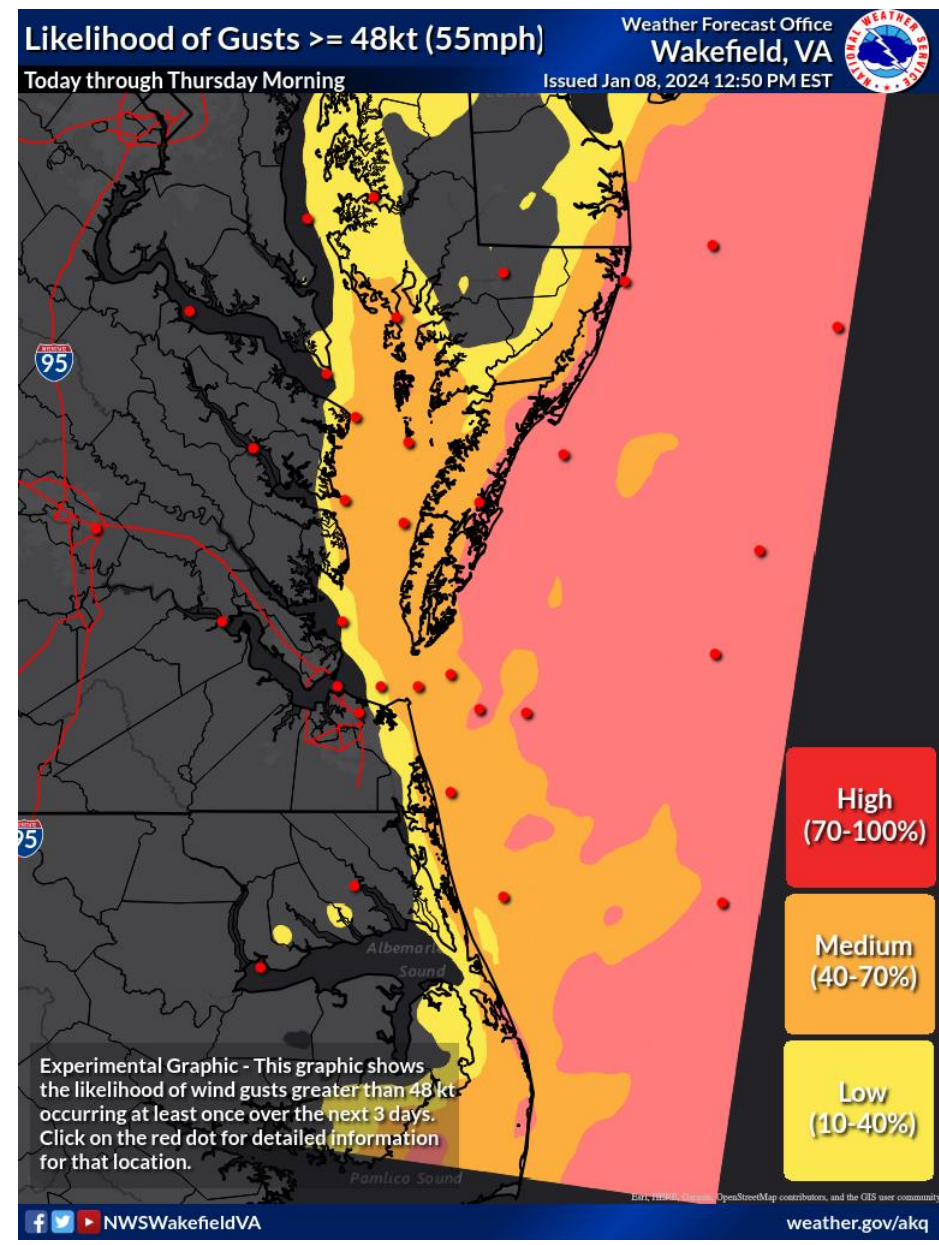 Likelihood of Gusts >= 48kt (55mph)
Today through Thursday Morning
Weather Forecast Office
Wakefield, VA
Issued Jan 08, 2024 12:50 PM EST
NATIONAL WEATHER SERVICE
95
95
High
(70-100%)
Medium
(40-70%)
Low
(10-40%)
Sound
Experimental Graphic - This graphic shows
the likelihood of wind gusts greater than 48 kt
occurring at least once over the next 3 days.
Click on the red dot for detailed information
for that location.
Pamlico Sound
Esri, HERE, Garmin, OpenStreetMap contributors, and the GIS user community
NWSWakefieldVA
weather.gov/akq